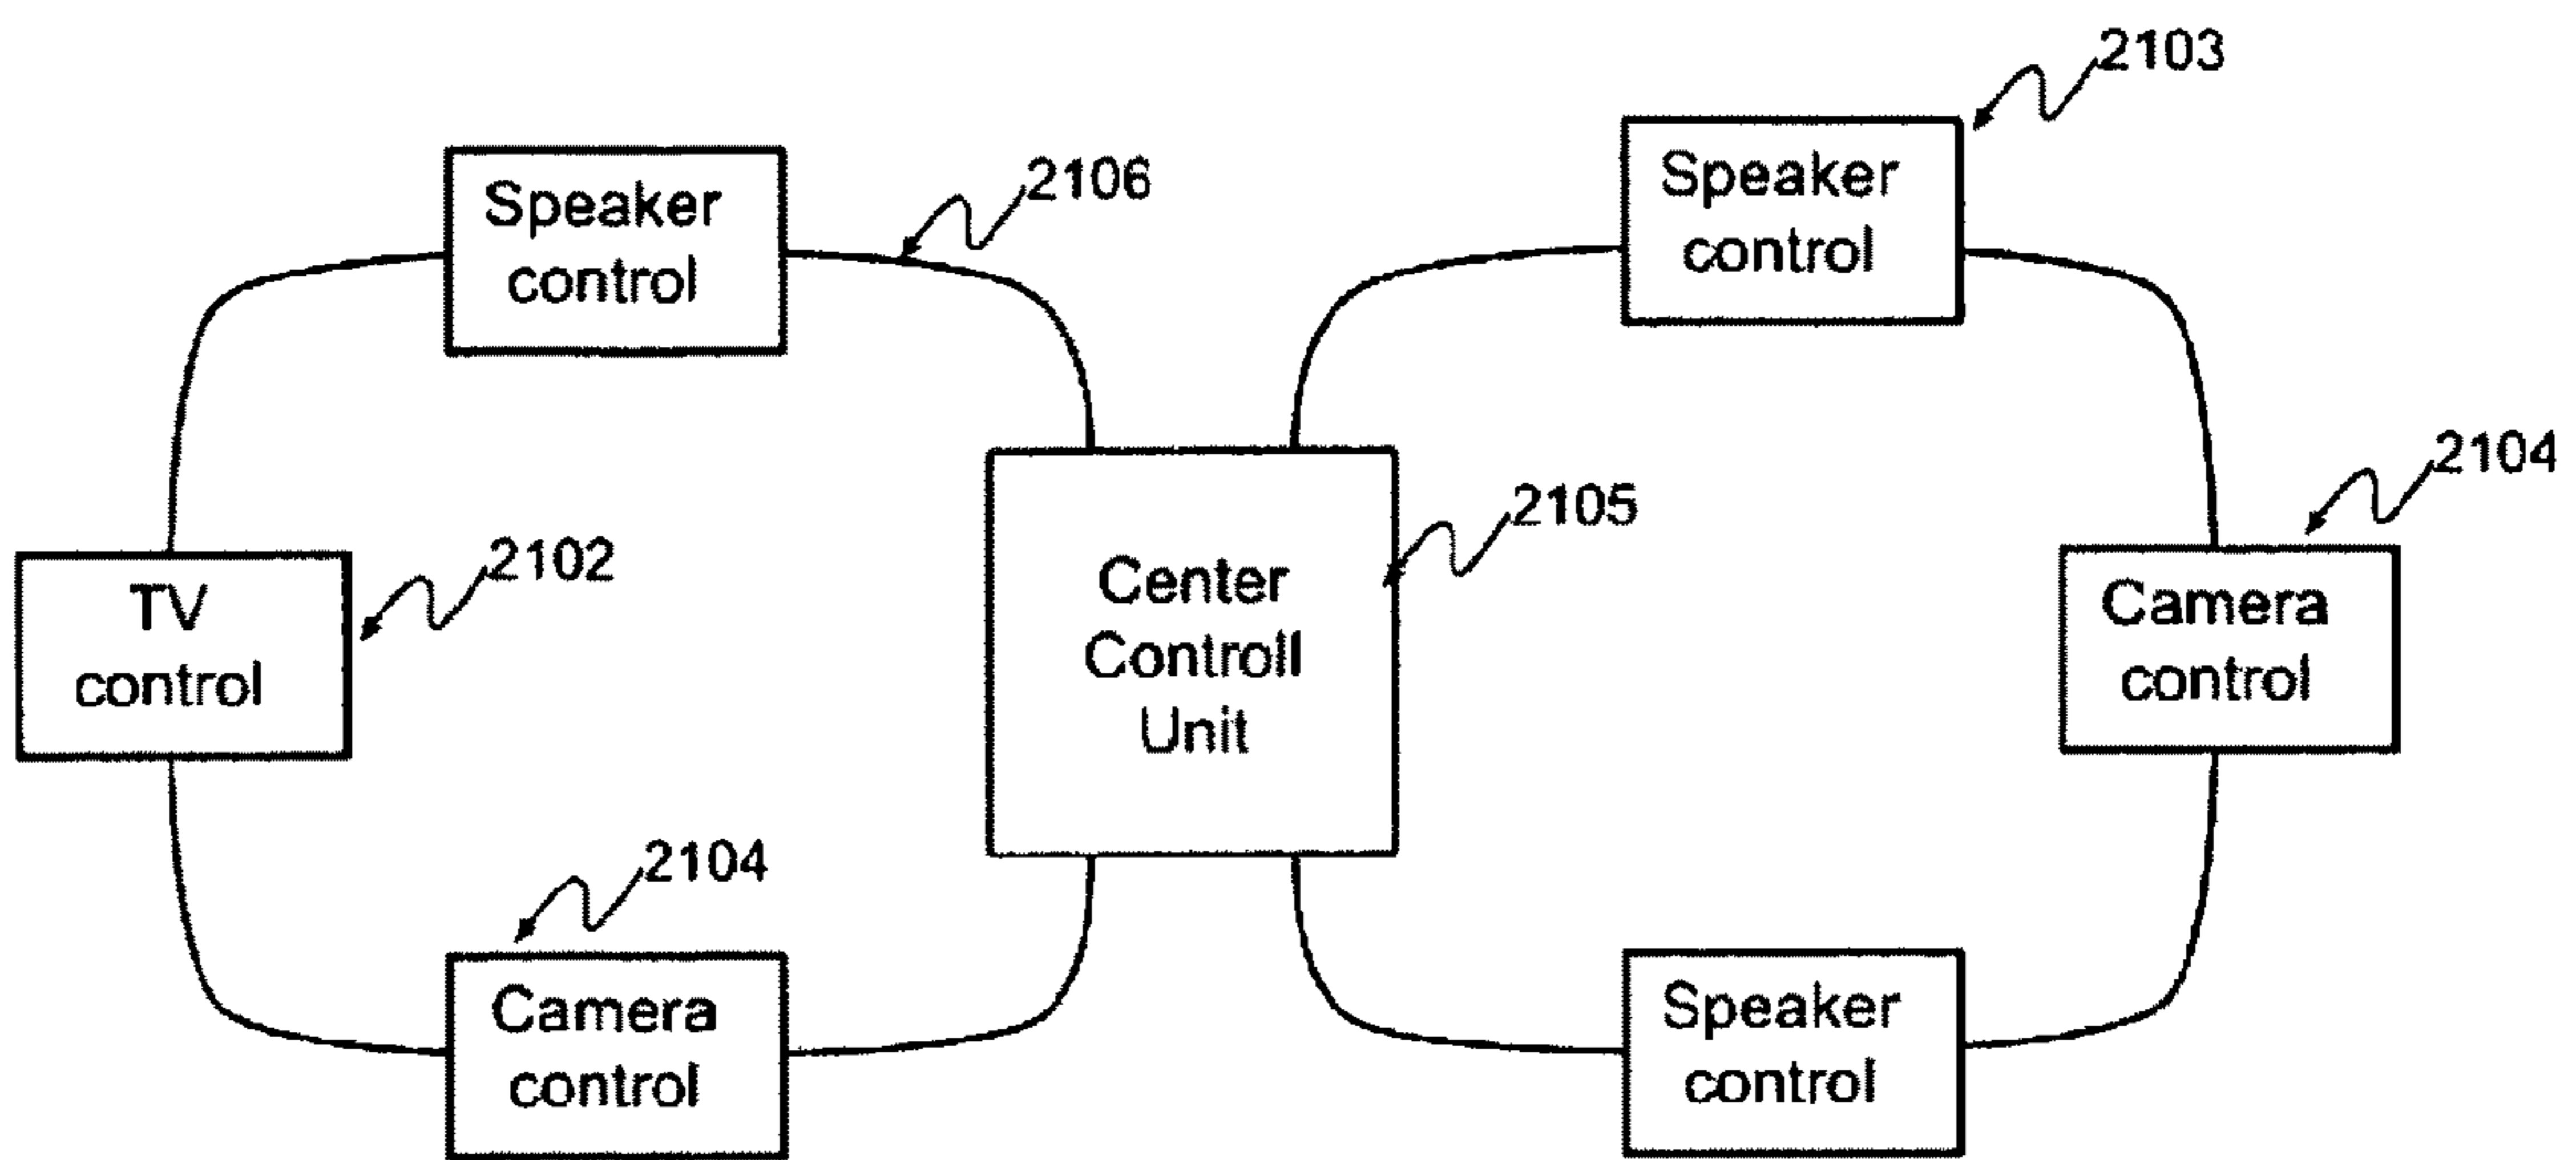 2103
Speaker
control
2106
Speaker
control
2104
2105
2102
TV
control
Center
Controll
Unit
Camera
control
2104
Camera
control
Speaker
control